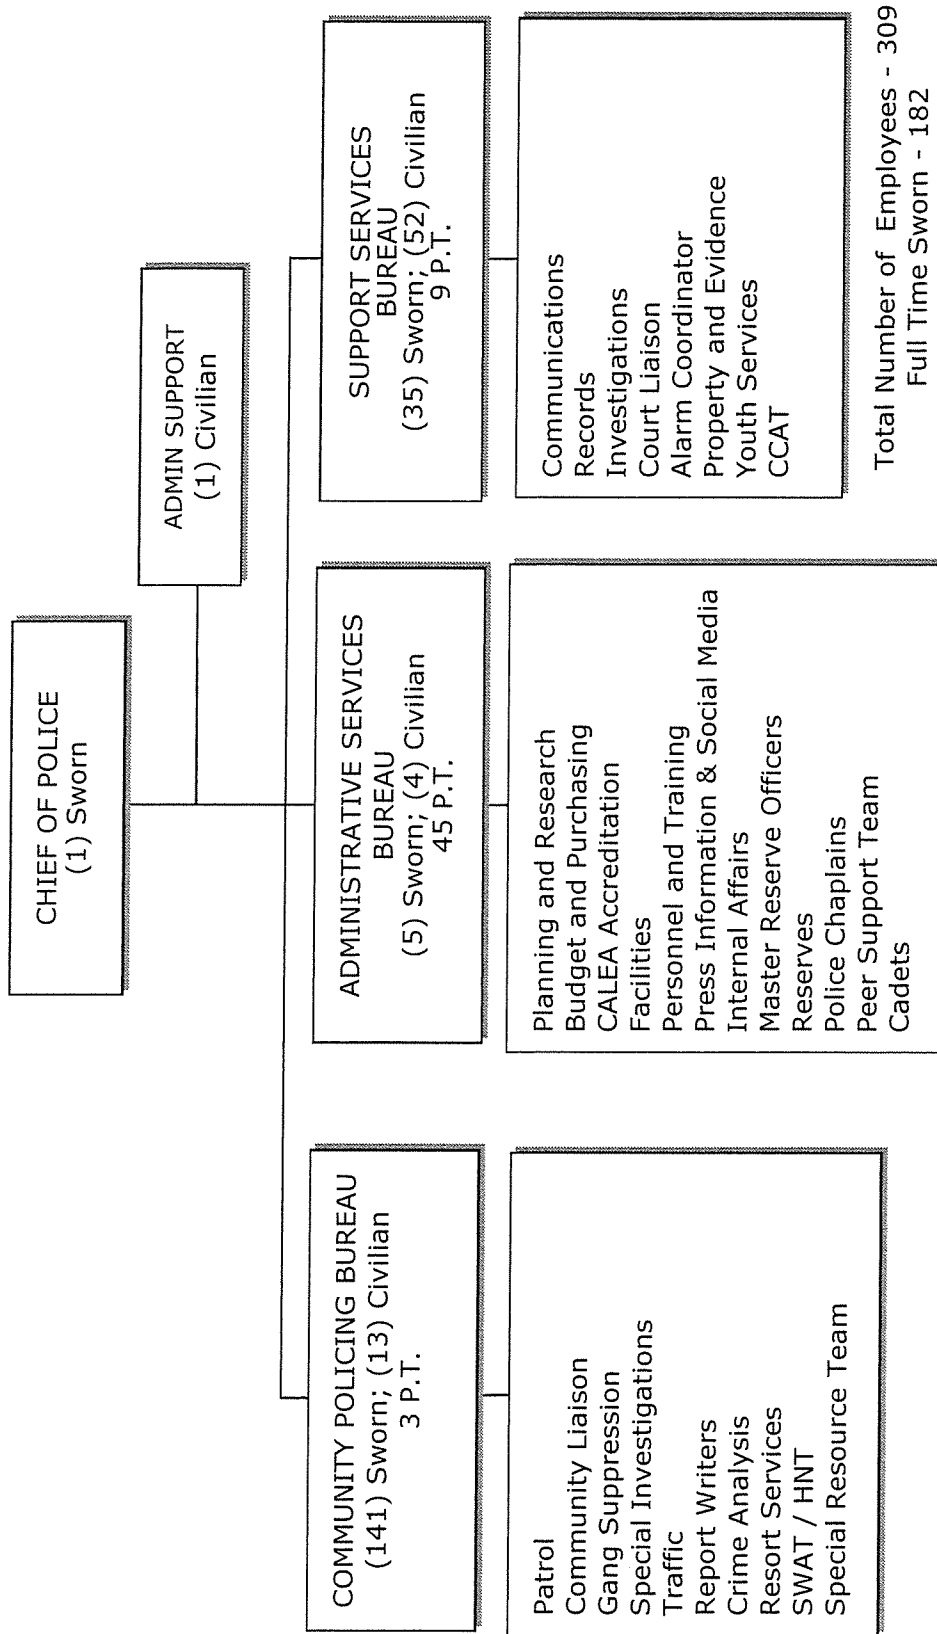 CHIEF OF POLICE
(1) Sworn
ADMIN SUPPORT
(1) Civilian
COMMUNITY POLICING BUREAU
(141) Sworn; (13) Civilian
3 P.T.
ADMINISTRATIVE SERVICES
BUREAU
(5) Sworn; (4) Civilian
45 P.T.
SUPPORT SERVICES
BUREAU
(35) Sworn; (52) Civilian
9 P.T.
Patrol
Community Liaison
Gang Suppression
Special Investigations
Traffic
Report Writers
Crime Analysis
Resort Services
SWAT / HNT
Special Resource Team
Planning and Research
Budget and Purchasing
CALEA Accreditation
Facilities
Personnel and Training
Press Information & Social Media
Internal Affairs
Master Reserve Officers
Reserves
Police Chaplains
Peer Support Team
Cadets
Communications
Records
Investigations
Court Liaison
Alarm Coordinator
Property and Evidence
Youth Services
CCAT
Total Number of Employees - 309
Full Time Sworn - 182